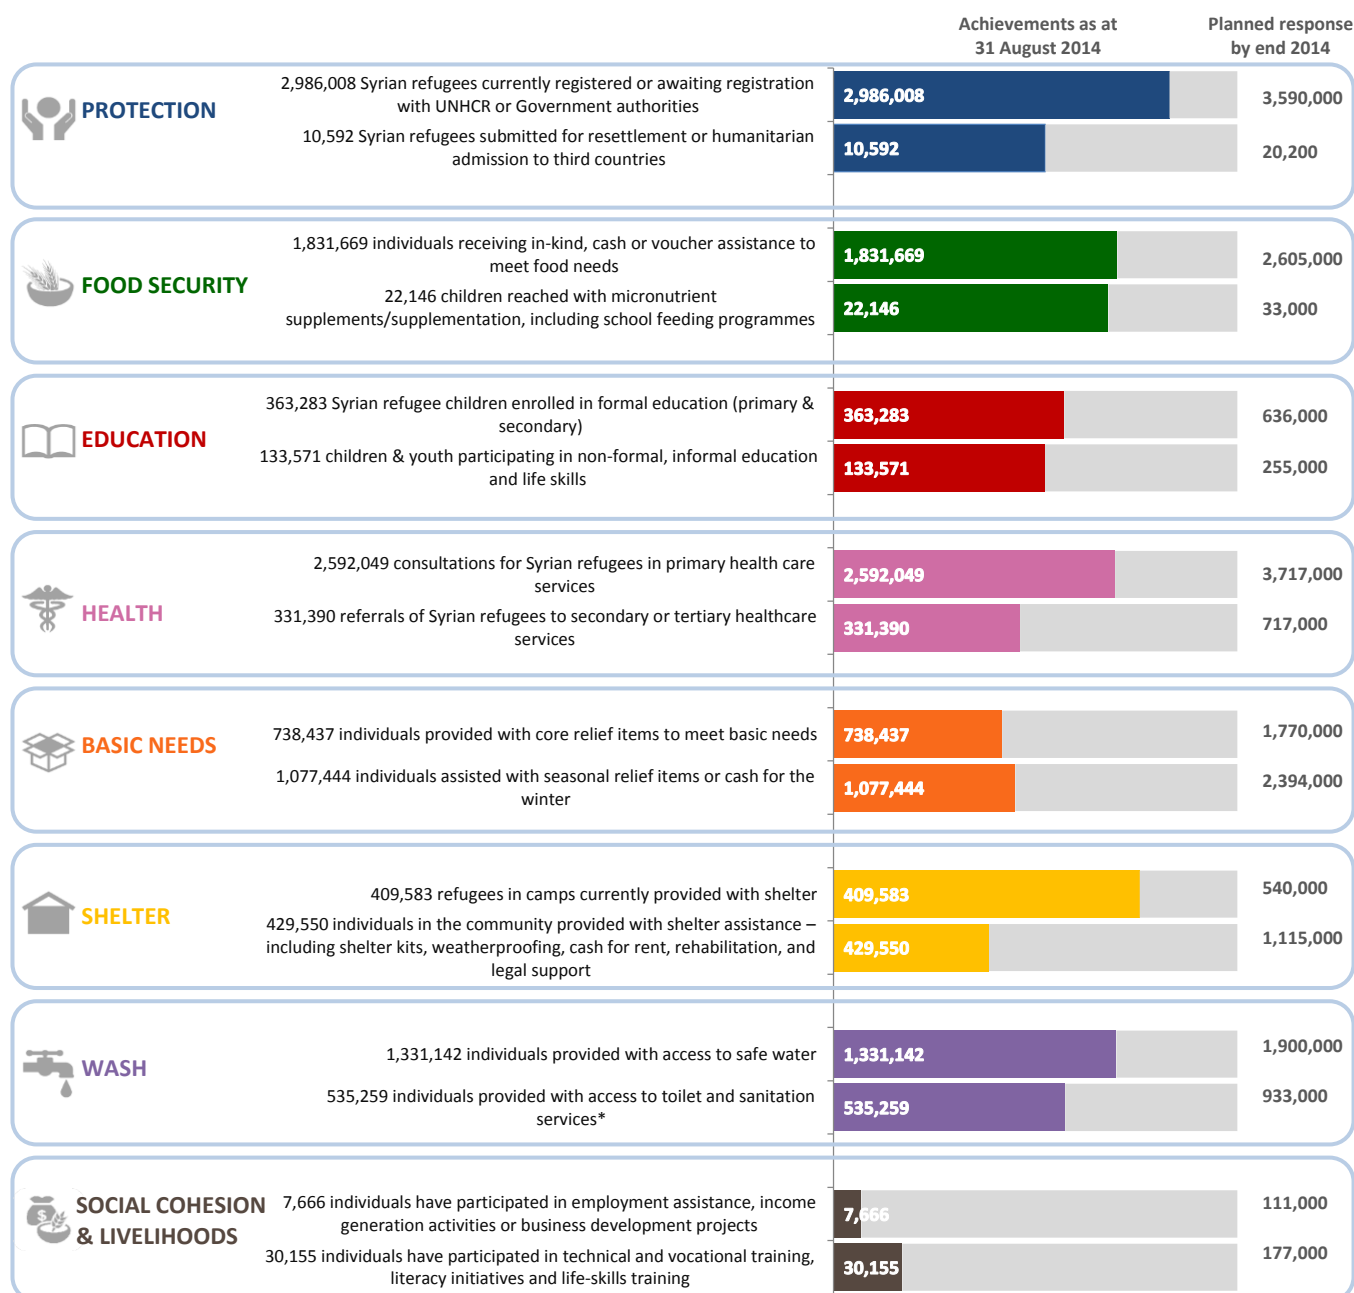 Achievements as at
31 August 2014
Planned response
by end 2014
PROTECTION
2,986,008 Syrian refugees currently registered or awaiting registration
with UNHCR or Government authorities
2,986,008
3,590,000
10,592 Syrian refugees submitted for resettlement or humanitarian
admission to third countries
10,592
20,200
FOOD SECURITY
1,831,669 individuals receiving in-kind, cash or voucher assistance to
meet food needs
1,831,669
2,605,000
22,146 children reached with micronutrient
supplements/supplementation, including school feeding programmes
22,146
33,000
EDUCATION
363,283 Syrian refugee children enrolled in formal education (primary &
secondary)
363,283
636,000
133,571 children & youth participating in non-formal, informal education
and life skills
133,571
255,000
HEALTH
2,592,049 consultations for Syrian refugees in primary health care
services
2,592,049
3,717,000
331,390 referrals of Syrian refugees to secondary or tertiary healthcare
services
331,390
717,000
BASIC NEEDS
738,437 individuals provided with core relief items to meet basic needs
738,437
1,770,000
1,077,444 individuals assisted with seasonal relief items or cash for the
winter
1,077,444
2,394,000
SHELTER
409,583 refugees in camps currently provided with shelter
409,583
540,000
429,550 individuals in the community provided with shelter assistance –
including shelter kits, weatherproofing, cash for rent, rehabilitation, and
legal support
429,550
1,115,000
WASH
1,331,142 individuals provided with access to safe water
1,331,142
1,900,000
535,259 individuals provided with access to toilet and sanitation
services*
535,259
933,000
SOCIAL COHESION
& LIVELIHOODS
7,666 individuals have participated in employment assistance, income
generation activities or business development projects
7,666
111,000
30,155 individuals have participated in technical and vocational training,
literacy initiatives and life-skills training
30,155
177,000